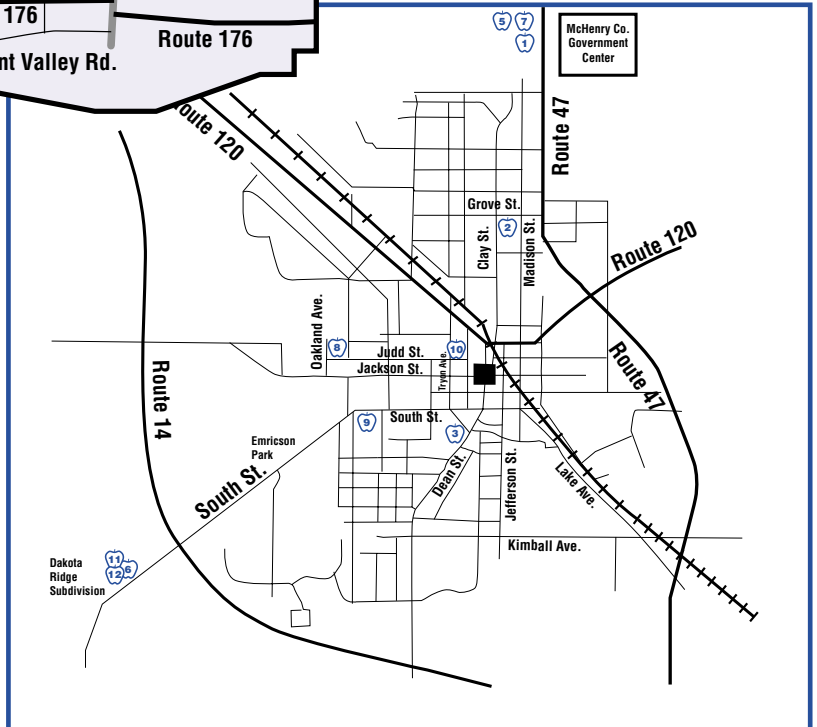 176
Route 176
nt Valley Rd.
5 7
1
McHenry Co.
Government
Center
Route 47
oute 120
Grove St.
2
Clay St.
Madison St.
Route 120
Oakland Ave.
8
Judd St.
10
Jackson St.
Tryon Ave.
Route 14
Route 47
9
South St.
3
Emricson
Park
South St.
Dean St.
Jefferson St.
Lake Ave.
Kimball Ave.
Dakota
Ridge
Subdivision
11
12 6